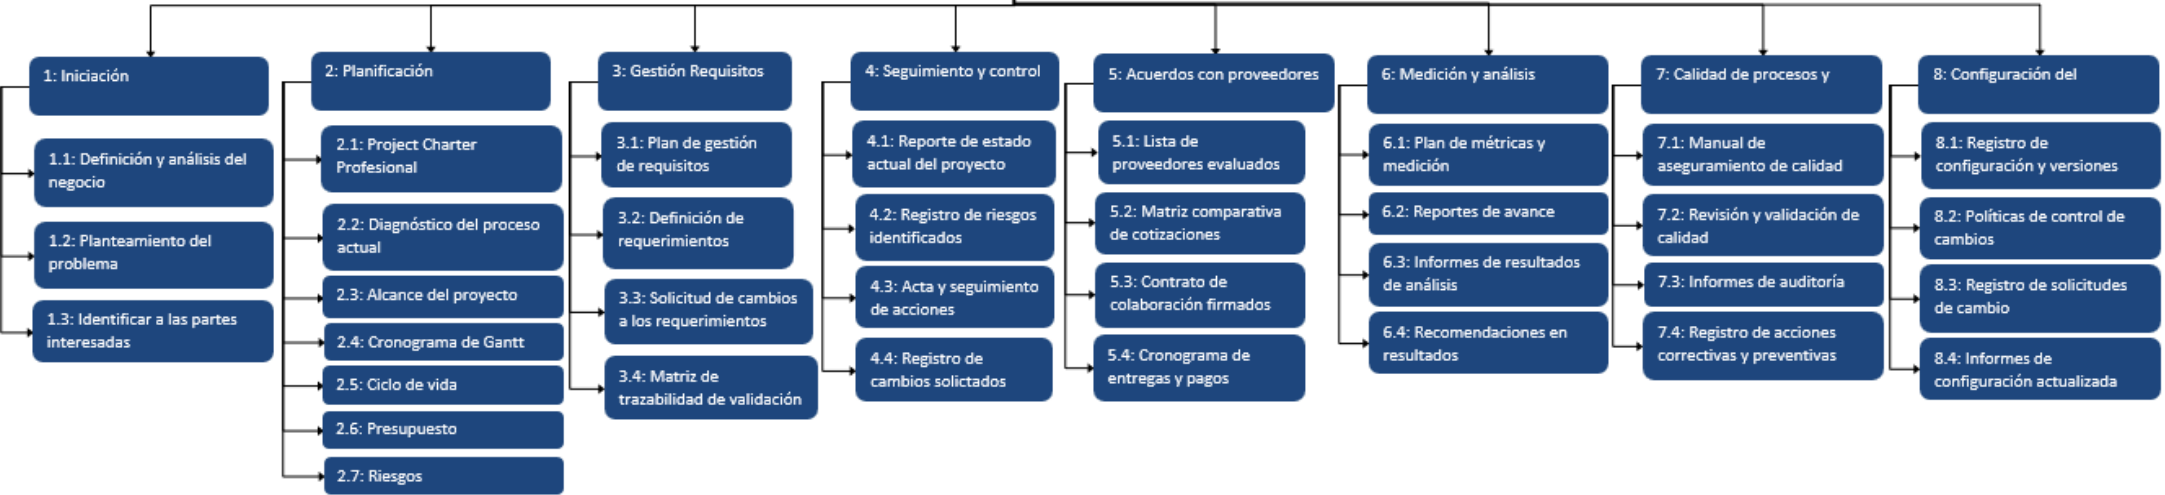 1: Iniciación
1.1: Definición y análisis del
negocio
1.2: Planteamiento del
problema
1.3: Identificar a las partes
interesadas
2: Planificación
2.1: Project Charter
Profesional
2.2: Diagnóstico del proceso
actual
2.3: Alcance del proyecto
2.4: Cronograma de Gantt
2.5: Ciclo de vida
2.6: Presupuesto
2.7: Riesgos
3: Gestión Requisitos
3.1: Plan de gestión
de requisitos
3.2: Definición de
requerimientos
3.3: Solicitud de cambios
a los requerimientos
3.4: Matriz de
trazabilidad de validación
4: Seguimiento y control
4.1: Reporte de estado
actual del proyecto
4.2: Registro de riesgos
identificados
4.3: Acta y seguimiento
de acciones
4.4: Registro de
cambios solictados
5: Acuerdos con proveedores
5.1: Lista de
proveedores evaluados
5.2: Matriz comparativa
de cotizaciones
5.3: Contrato de
colaboración firmados
5.4: Cronograma de
entregas y pagos
6: Medición y análisis
6.1: Plan de métricas y
medición
6.2: Reportes de avance
6.3: Informes de resultados
de análisis
6.4: Recomendaciones en
resultados
7: Calidad de procesos y
7.1: Manual de
aseguramiento de calidad
7.2: Revisión y validación de
calidad
7.3: Informes de auditoría
7.4: Registro de acciones
correctivas y preventivas
8: Configuración del
8.1: Registro de
configuración y versiones
8.2: Políticas de control de
cambios
8.3: Registro de solicitudes
de cambio
8.4: Informes de
configuración actualizada